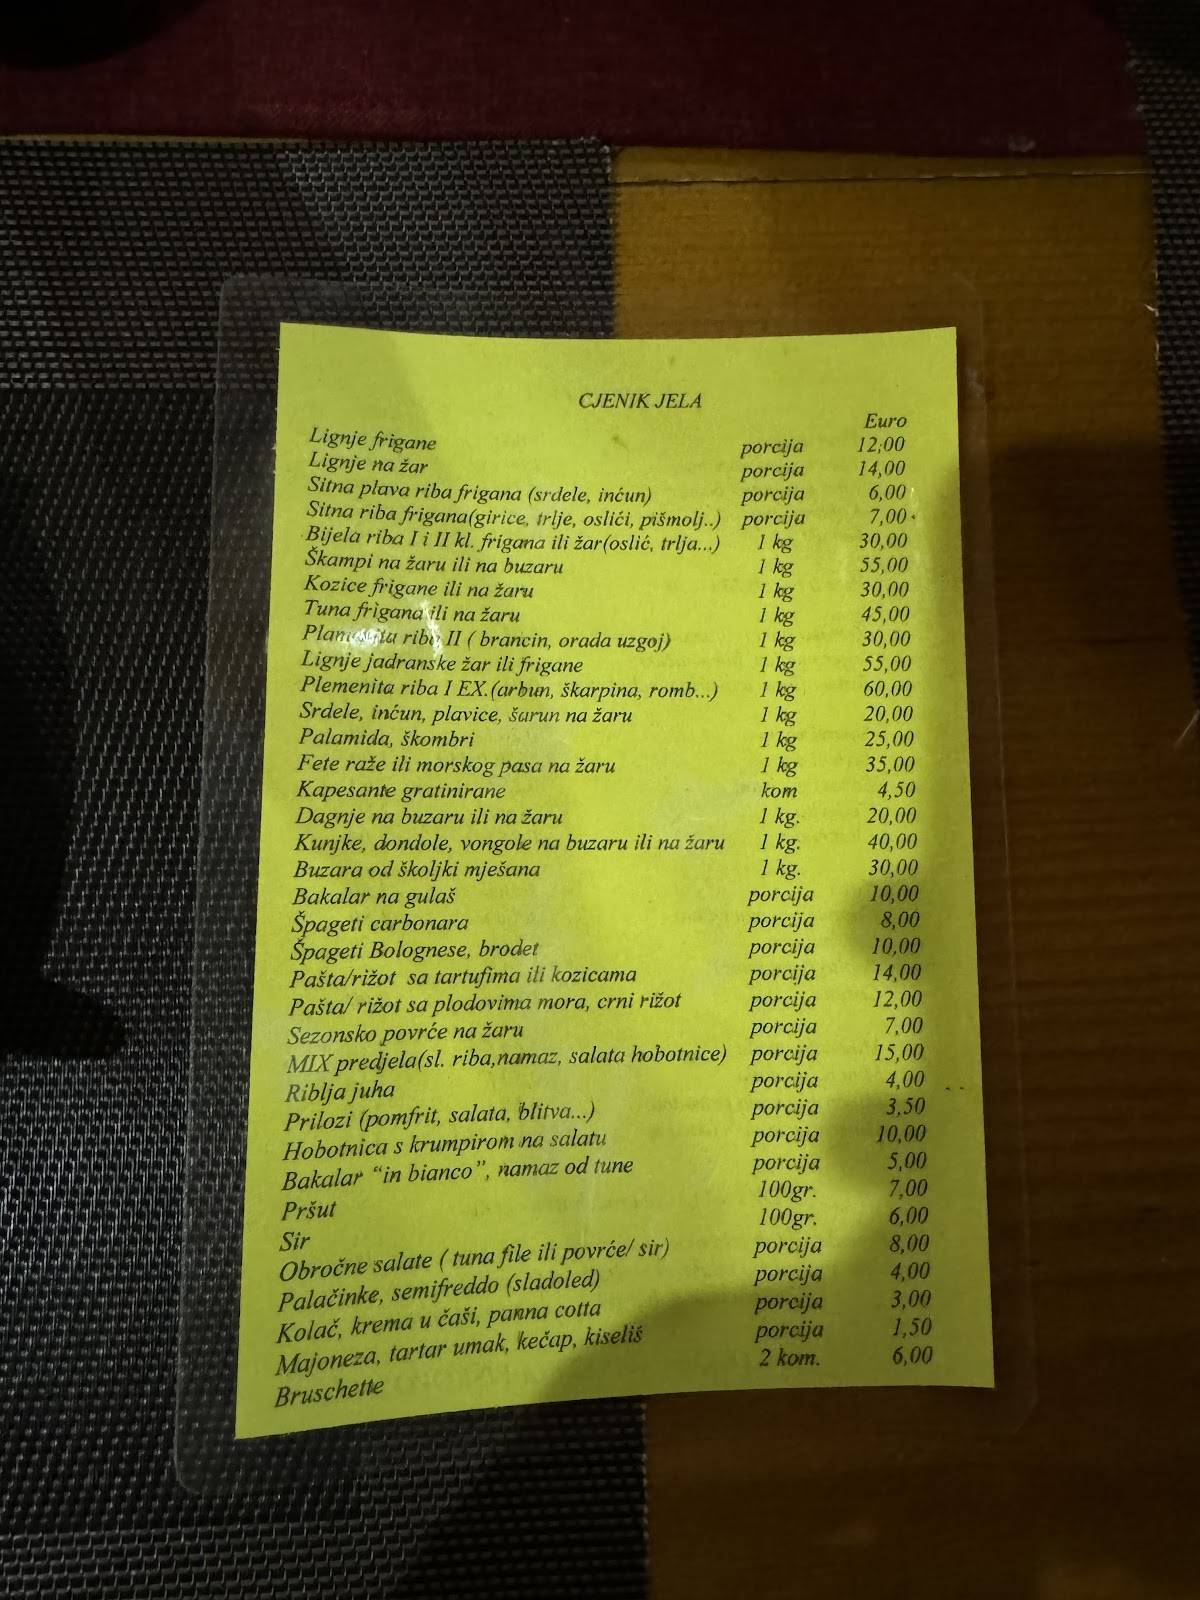 CJENIK JELA
Euro
Lignje frigane porcija 12,00
Lignje na žar porcija 14,00
Sitna plava riba frigana (srdele, inćun) porcija 6,00
Sitna riba frigana(girice, trlje, oslići, pišmolj..) porcija 7,00
Bijela riba I i II kl. frigana ili žar(oslić, trlja...) 1 kg 30,00
Škampi na žaru ili na buzaru 1 kg 55,00
Kozice frigane ili na žaru 1 kg 30,00
Tuna frigana ili na žaru 1 kg 45,00
riba II ( brancin, orada uzgoj) 1 kg 30,00
Lignje jadranske žar ili frigane 1 kg 55,00
Plemenita riba I EX.(arbun, škarpina, romb...) 1 kg 60,00
Srdele, inćun, plavice, šurun na žaru 1 kg 20,00
Palamida, škombri 1 kg 25,00
Fete raže ili morskog pasa na žaru 1 kg 35,00
Kapesante gratinirane kom 4,50
Dagnje na buzaru ili na žaru 1 kg. 20,00
Kunjke, dondole, vongole na buzaru ili na žaru 1 kg. 40,00
Buzara od školjki mješana 1 kg. 30,00
Bakalar na gulaš porcija 10,00
Špageti carbonara porcija 8,00
Špageti Bolognese, brodet porcija 10,00
Pašta/rižot sa tartufima ili kozicama porcija 14,00
Pašta/ rižot sa plodovima mora, crni rižot porcija 12,00
Sezonsko povrće na žaru porcija 7,00
MIX predjela(sl. riba,namaz, salata hobotnice) porcija 15,00
Riblja juha porcija 4,00
Prilozi (pomfrit, salata, blitva...) porcija 3,50
Hobotnica s krumpirom na salatu porcija 10,00
Bakalar “in bianco”, namaz od tune porcija 5,00
Pršut 100gr. 7,00
Sir 100gr. 6,00
Obročne salate ( tuna file ili povrće/ sir) porcija 8,00
Palačinke, semifreddo (sladoled) porcija 4,00
Kolač, krema u čaši, panna cotta porcija 3,00
Majoneza, tartar umak, kečap, kiseliš porcija 1,50
Bruschette 2 kom. 6,00